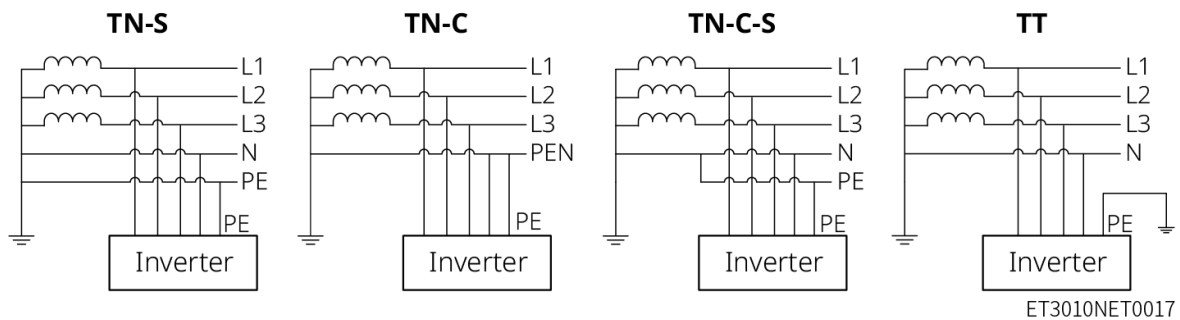 TN-S TN-C TN-C-S TT
L1 L1 L1 L1
L2 L2 L2 L2
L3 L3 L3 L3
N PEN N N
PE PE
PE PE PE PE
Inverter Inverter Inverter Inverter
ET3010NET0017